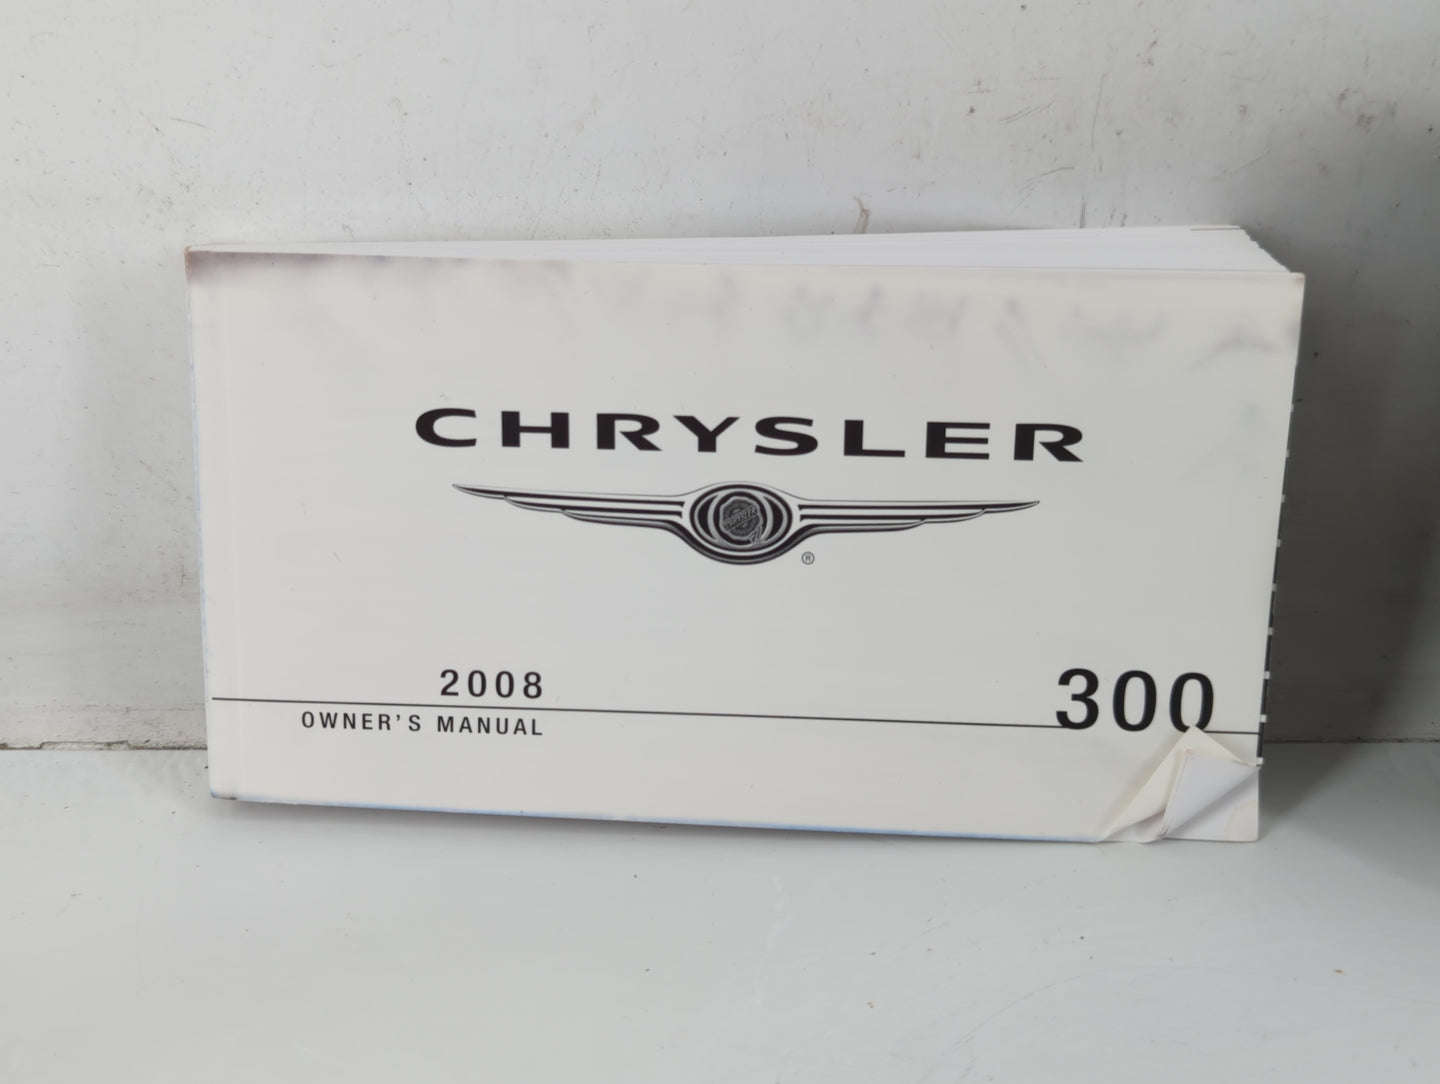 CHRYSLER
®
2008
300
OWNER'S MANUAL